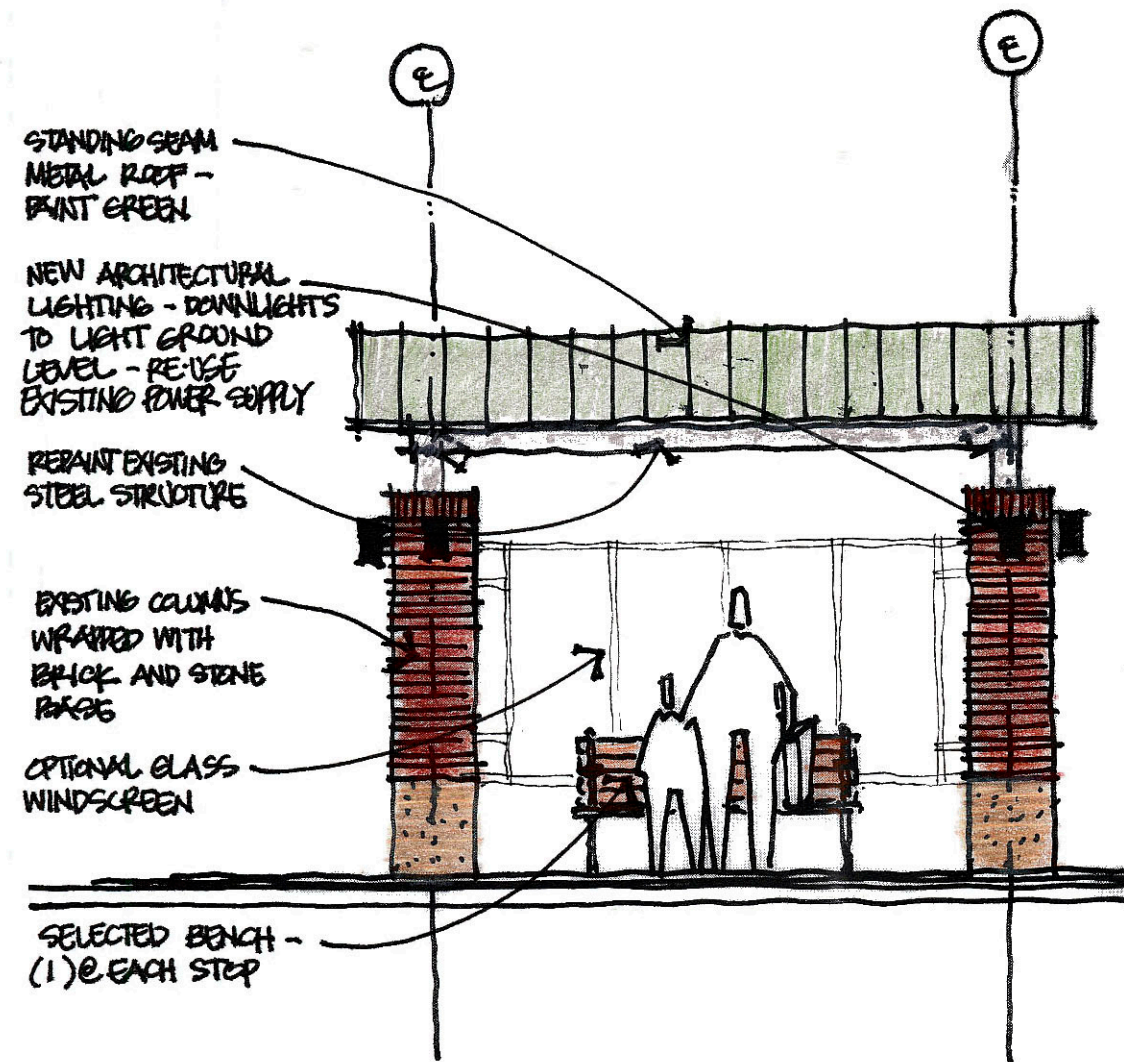 ℄
℄
STANDING SEAM
METAL ROOF -
PAINT GREEN.
NEW ARCHITECTURAL
LIGHTING - DOWNLIGHTS
TO LIGHT GROUND
LEVEL - RE-USE
EXISTING POWER SUPPLY
REPAINT EXISTING
STEEL STRUCTURE
EXISTING COLUMNS
WRAPPED WITH
BRICK AND STONE
BASE
OPTIONAL GLASS
WINDSCREEN
SELECTED BENCH -
(1)@ EACH STOP